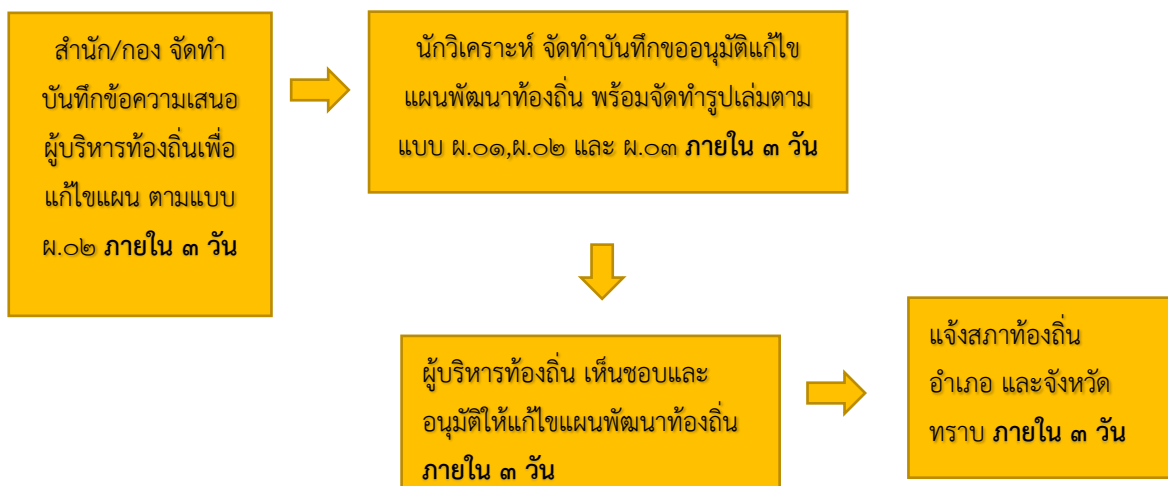 สำนัก/กอง จัดทำ
บันทึกข้อความเสนอ
ผู้บริหารท้องถิ่นเพื่อ
แก้ไขแผน ตามแบบ
ผ.๐๒ ภายใน ๓ วัน
นักวิเคราะห์ จัดทำบันทึกขออนุมัติแก้ไข
แผนพัฒนาท้องถิ่น พร้อมจัดทำรูปเล่มตาม
แบบ ผ.๐๑,ผ.๐๒ และ ผ.๐๓ ภายใน ๓ วัน
ผู้บริหารท้องถิ่น เห็นชอบและ
อนุมัติให้แก้ไขแผนพัฒนาท้องถิ่น
ภายใน ๓ วัน
แจ้งสภาท้องถิ่น
อำเภอ และจังหวัด
ทราบ ภายใน ๓ วัน